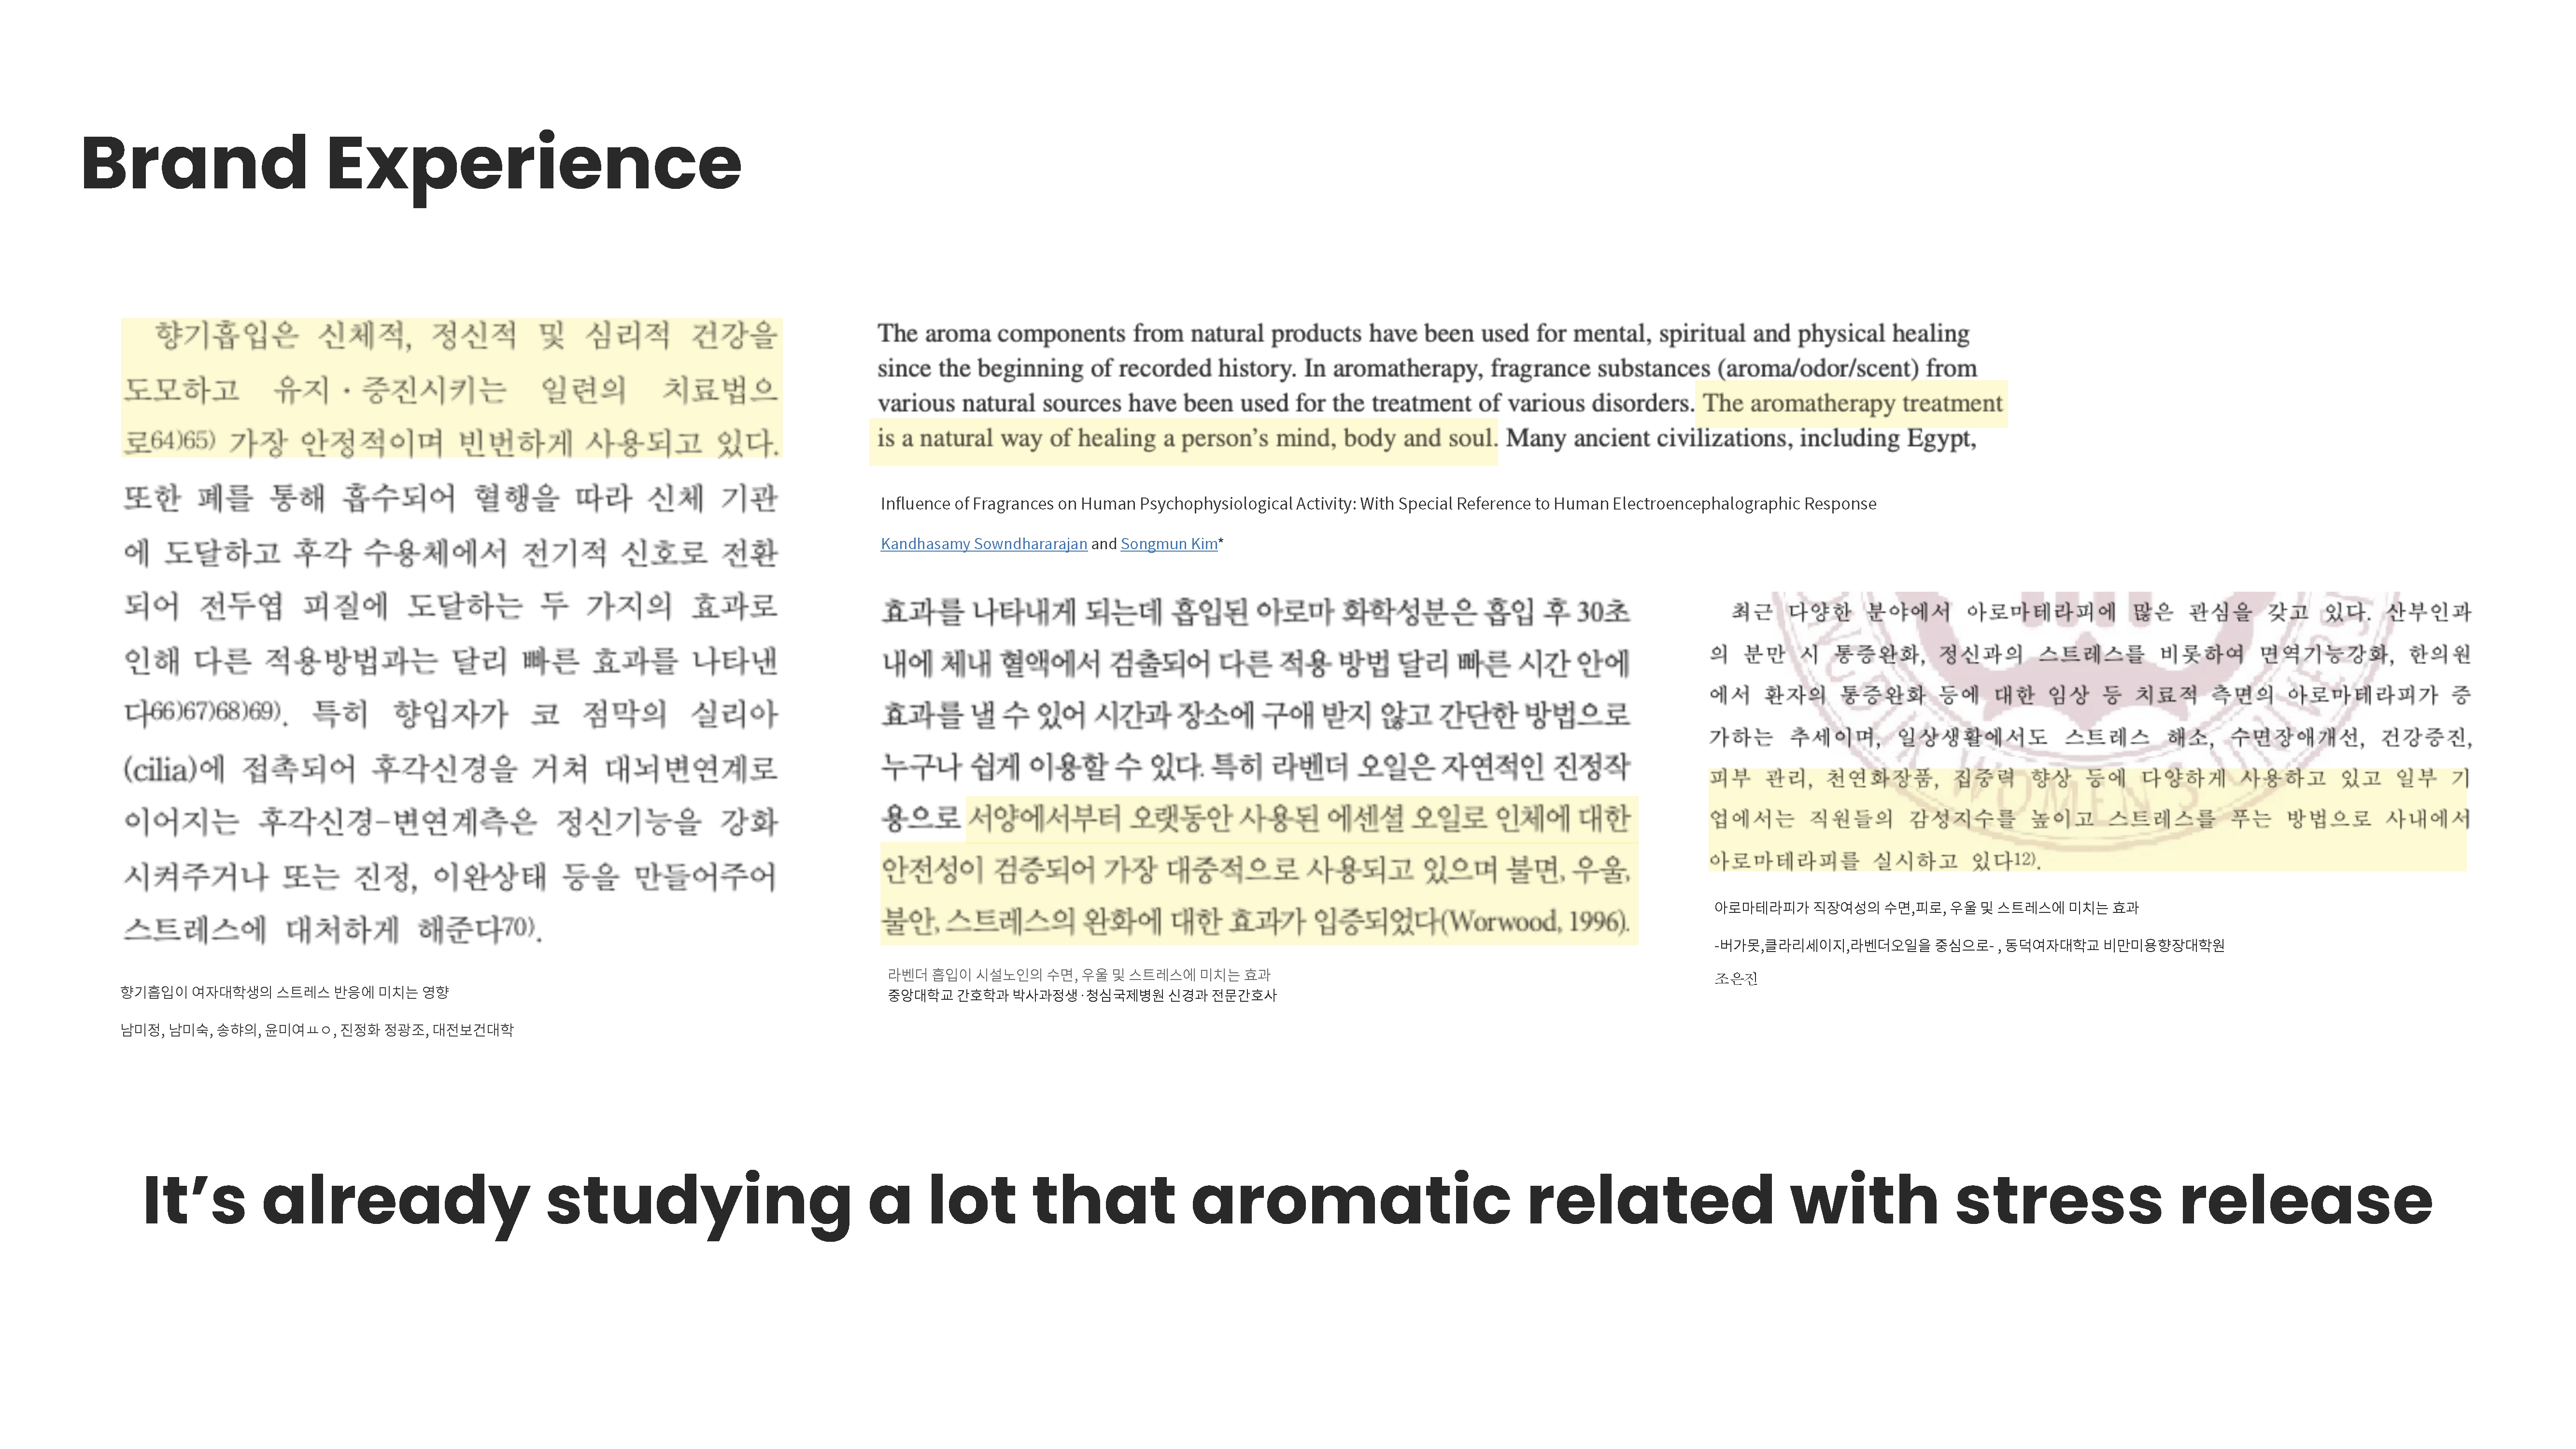 Brand Experience
향기흡입은 신체적, 정신적 및 심리적 건강을
도모하고 유지·증진시키는 일련의 치료법으
로64)65) 가장 안정적이며 빈번하게 사용되고 있다.
또한 폐를 통해 흡수되어 혈행을 따라 신체 기관
에 도달하고 후각 수용체에서 전기적 신호로 전환
되어 전두엽 피질에 도달하는 두 가지의 효과로
인해 다른 적용방법과는 달리 빠른 효과를 나타낸
다66)67)68)69). 특히 향입자가 코 점막의 실리아
(cilia)에 접촉되어 후각신경을 거쳐 대뇌변연계로
이어지는 후각신경-변연계측은 정신기능을 강화
시켜주거나 또는 진정, 이완상태 등을 만들어주어
스트레스에 대처하게 해준다70).
향기흡입이 여자대학생의 스트레스 반응에 미치는 영향
남미정, 남미숙, 송햐의, 윤미여ㅛㅇ, 진정화 정광조, 대전보건대학
The aroma components from natural products have been used for mental, spiritual and physical healing
since the beginning of recorded history. In aromatherapy, fragrance substances (aroma/odor/scent) from
various natural sources have been used for the treatment of various disorders. The aromatherapy treatment
is a natural way of healing a person's mind, body and soul. Many ancient civilizations, including Egypt,
Influence of Fragrances on Human Psychophysiological Activity: With Special Reference to Human Electroencephalographic Response
Kandhasamy Sowndhararajan and Songmun Kim*
효과를 나타내게 되는데 흡입된 아로마 화학성분은 흡입 후 30초
내에 체내 혈액에서 검출되어 다른 적용 방법 달리 빠른 시간 안에
효과를 낼 수 있어 시간과 장소에 구애 받지 않고 간단한 방법으로
누구나 쉽게 이용할 수 있다. 특히 라벤더 오일은 자연적인 진정작
용으로 서양에서부터 오랫동안 사용된 에센셜 오일로 인체에 대한
안전성이 검증되어 가장 대중적으로 사용되고 있으며 불면, 우울,
불안, 스트레스의 완화에 대한 효과가 입증되었다(Worwood, 1996).
라벤더 흡입이 시설노인의 수면, 우울 및 스트레스에 미치는 효과
중앙대학교 간호학과 박사과정생·청심국제병원 신경과 전문간호사
최근 다양한 분야에서 아로마테라피에 많은 관심을 갖고 있다. 산부인과
의 분만 시 통증완화, 정신과의 스트레스를 비롯하여 면역기능강화, 한의원
에서 환자의 통증완화 등에 대한 임상 등 치료적 측면의 아로마테라피가 증
가하는 추세이며, 일상생활에서도 스트레스 해소, 수면장애개선, 건강증진,
피부 관리, 천연화장품, 집중력 향상 등에 다양하게 사용하고 있고 일부 기
업에서는 직원들의 감성지수를 높이고 스트레스를 푸는 방법으로 사내에서
아로마테라피를 실시하고 있다12).
아로마테라피가 직장여성의 수면,피로, 우울 및 스트레스에 미치는 효과
-버가못,클라리세이지,라벤더오일을 중심으로- , 동덕여자대학교 비만미용향장대학원
조은진
It's already studying a lot that aromatic related with stress release